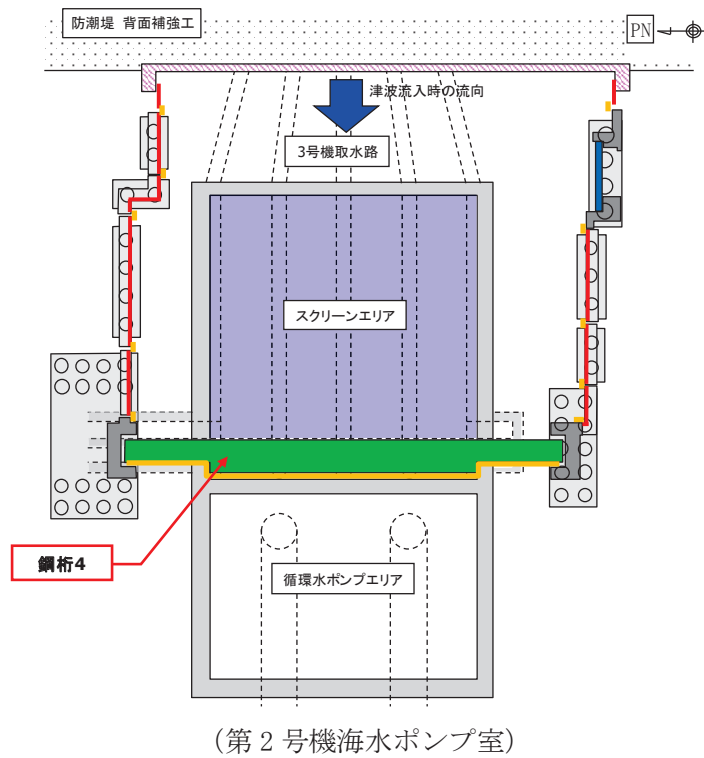 防潮堤 背面補強工
PN
津波流入時の流向
3号機取水路
スクリーンエリア
鋼桁4
循環水ポンプエリア
(第2号機海水ポンプ室)